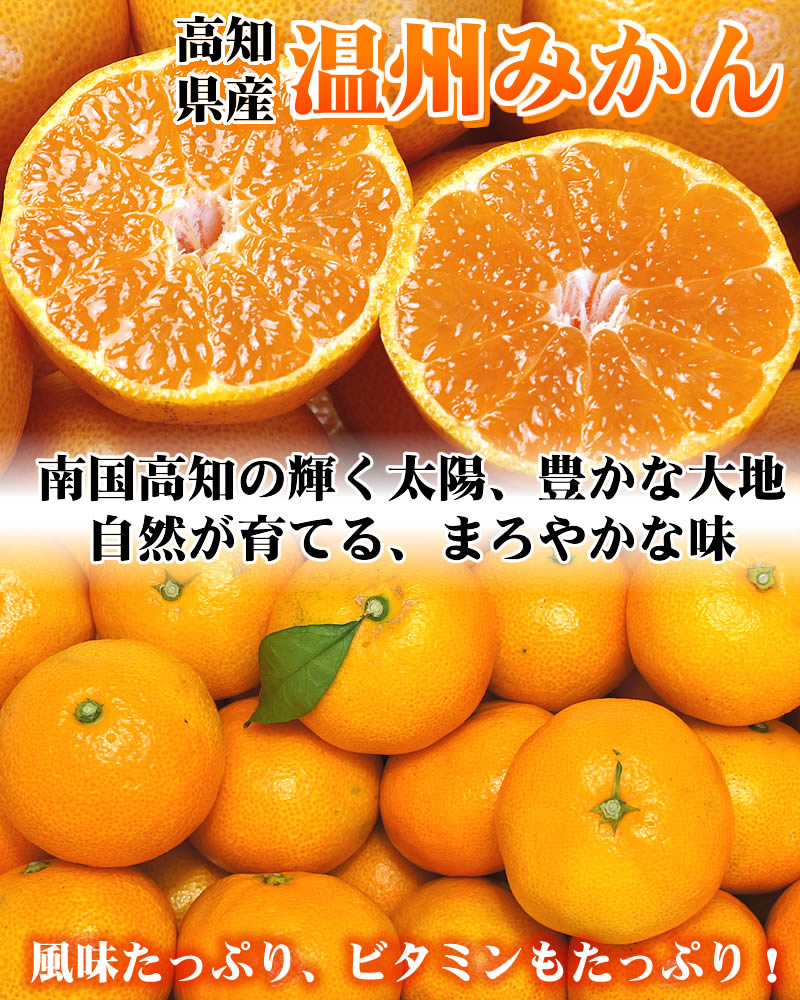 高知
県産
温州みかん
南国高知の輝く太陽、豊かな大地
自然が育てる、まろやかな味
風味たっぷり、ビタミンもたっぷり！